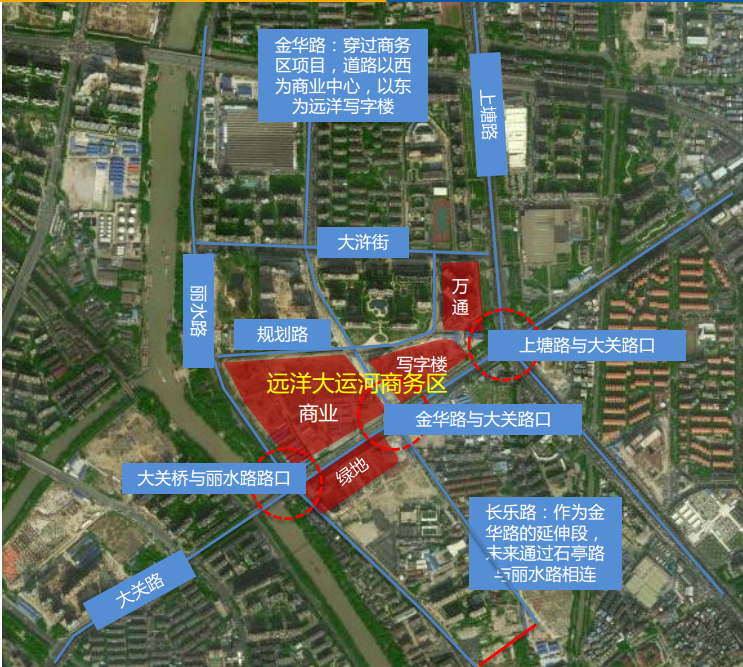 金华路：穿过商务
区项目，道路以西
为商业中心，以东
为远洋写字楼
上塘路
大浒街
丽水路
万
通
规划路
上塘路与大关路口
写字楼
远洋大运河商务区
商业
金华路与大关路口
大关桥与丽水路路口
绿地
长乐路：作为金
华路的延伸段，
未来通过石亭路
与丽水路相连
大关路